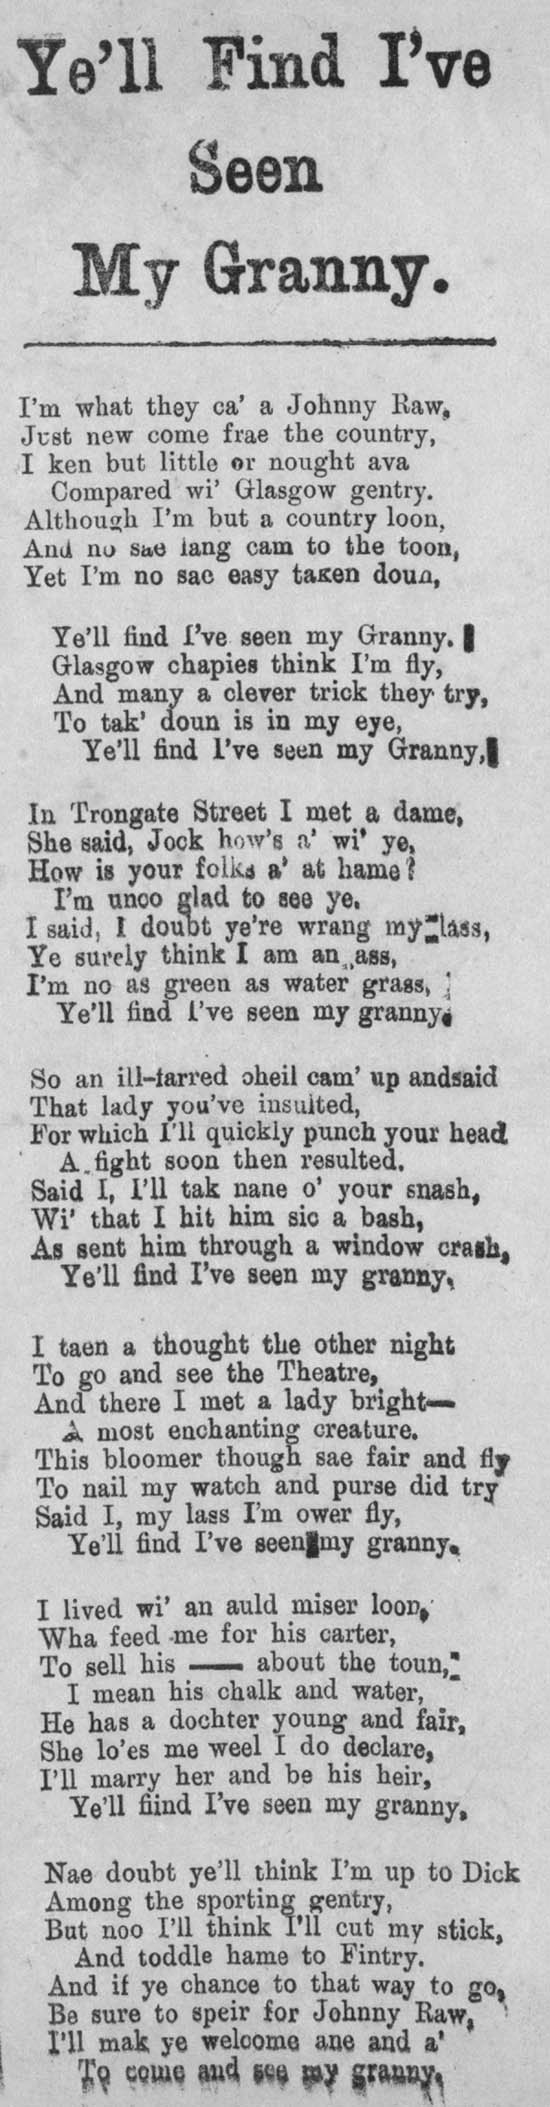 Ye'll Find I've
Seen
My Granny.
I'm what they ca' a Johnny Raw,
Just new come frae the country,
I ken but little or nought ava
Compared wi' Glasgow gentry.
Although I'm but a country loon,
And no sae lang cam to the toon,
Yet I'm no sae easy taken doun,
Ye'll find I've seen my Granny.
Glasgow chapies think I'm fly,
And many a clever trick they try,
To tak' doun is in my eye,
Ye'll find I've seen my Granny,
In Trongate Street I met a dame,
She said, Jock how's a' wi' ye,
How is your folks a' at hame?
I'm unco glad to see ye.
I said, I doubt ye're wrang my lass,
Ye surely think I am an ass,
I'm no as green as water grass,
Ye'll find I've seen my granny.
So an ill-farred cheil cam' up andsaid
That lady you've insulted,
For which I'll quickly punch your head
A fight soon then resulted.
Said I, I'll tak nane o' your snash,
Wi' that I hit him sic a bash,
As sent him through a window crash,
Ye'll find I've seen my granny,
I taen a thought the other night
To go and see the Theatre,
And there I met a lady bright—
A most enchanting creature.
This bloomer though sae fair and fly
To nail my watch and purse did try
Said I, my lass I'm ower fly,
Ye'll find I've seen my granny.
I lived wi' an auld miser loon,
Wha feed me for his carter,
To sell his —— about the toun,
I mean his chalk and water,
He has a dochter young and fair,
She lo'es me weel I do declare,
I'll marry her and be his heir,
Ye'll fiind I've seen my granny,
Nae doubt ye'll think I'm up to Dick
Among the sporting gentry,
But noo I'll think I'll cut my stick,
And toddle hame to Fintry.
And if ye chance to that way to go,
Be sure to speir for Johnny Raw,
I'll mak ye welcome ane and a'
To come and see my granny.